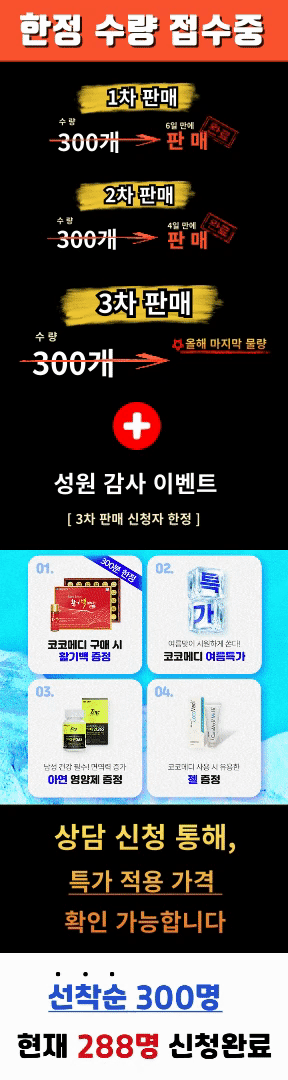 한정 수량 접수중
1차 판매
수 량
300개
6일 만에
판 매
완료
2차 판매
수 량
300개
4일 만에
판 매
완료
3차 판매
수 량
300개
올해 마지막 물량
성원 감사 이벤트
[ 3차 판매 신청자 한정 ]
01.
300분 한정
코코메디 구매 시
활기백 증정
02.
특
가
여름맞이 시원하게 쏜다!
코코메디 여름특가
03.
남성 건강 필수! 면역력 증가
아연 영양제 증정
04.
코코메디 사용 시 유용한
젤 증정
상담 신청 통해,
특가 적용 가격
확인 가능합니다
선착순 300명
현재 288명 신청완료